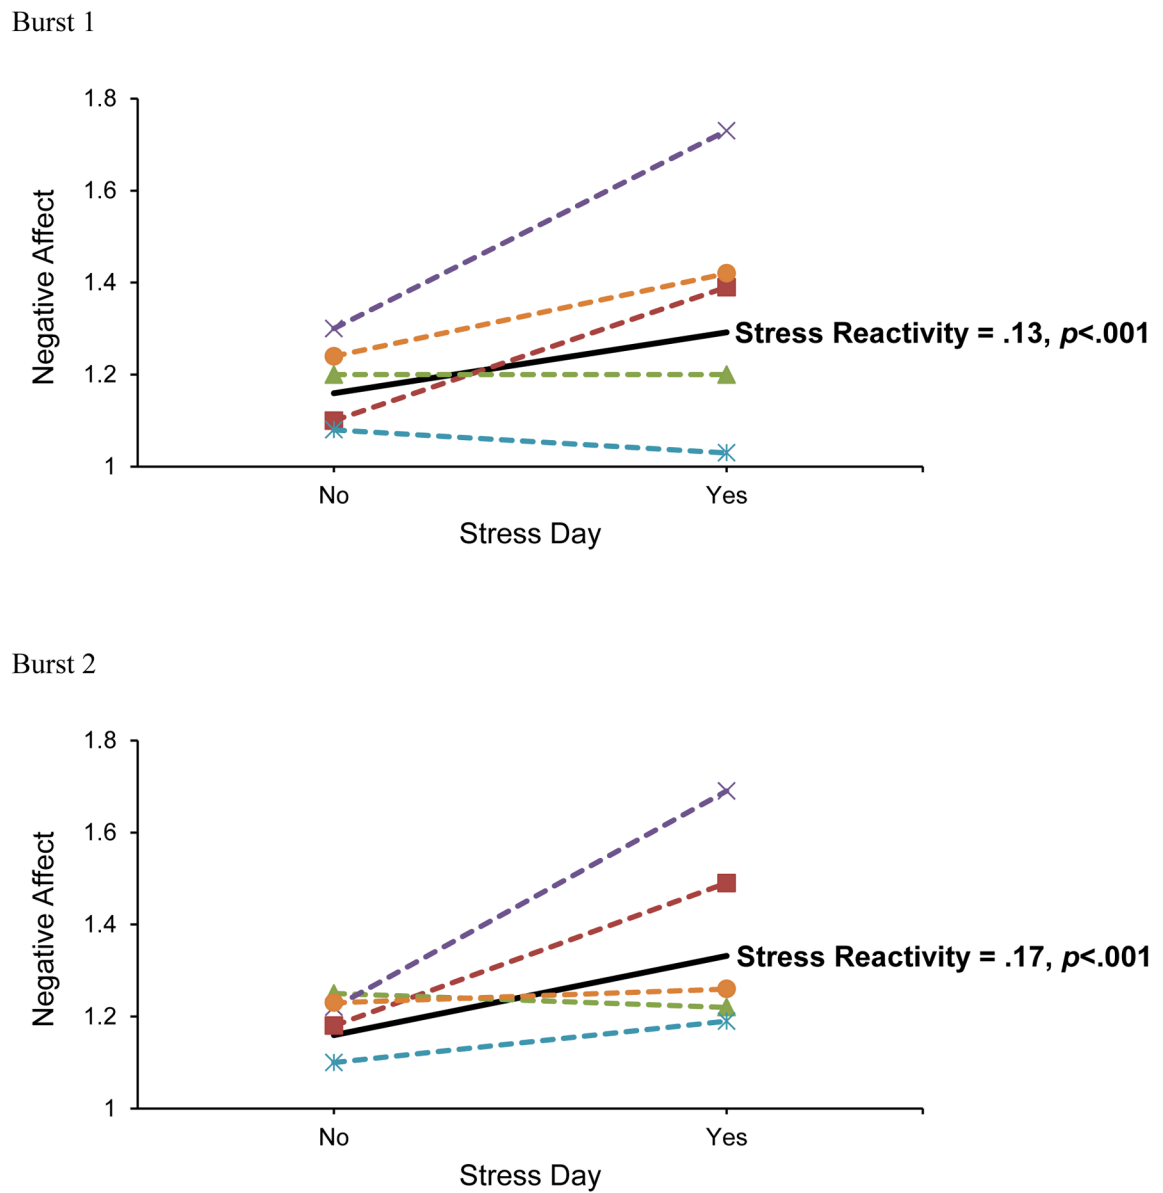 Burst 1
1.8
1.6
1.4
1.2
1
Negative Affect
Stress Reactivity = .13, p<.001
No
Yes
Stress Day
Burst 2
1.8
1.6
1.4
1.2
1
Negative Affect
Stress Reactivity = .17, p<.001
No
Yes
Stress Day